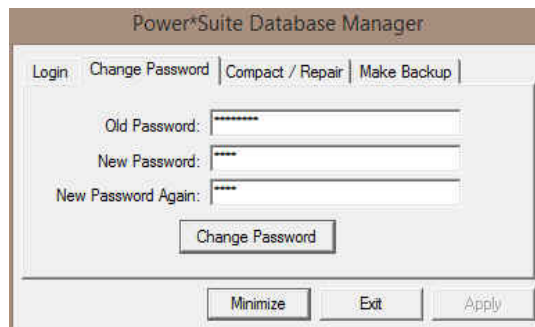 Power*Suite Database Manager
Login Change Password Compact / Repair Make Backup
Old Password: ********
New Password: ****
New Password Again: ****
Change Password
Minimize Exit Apply